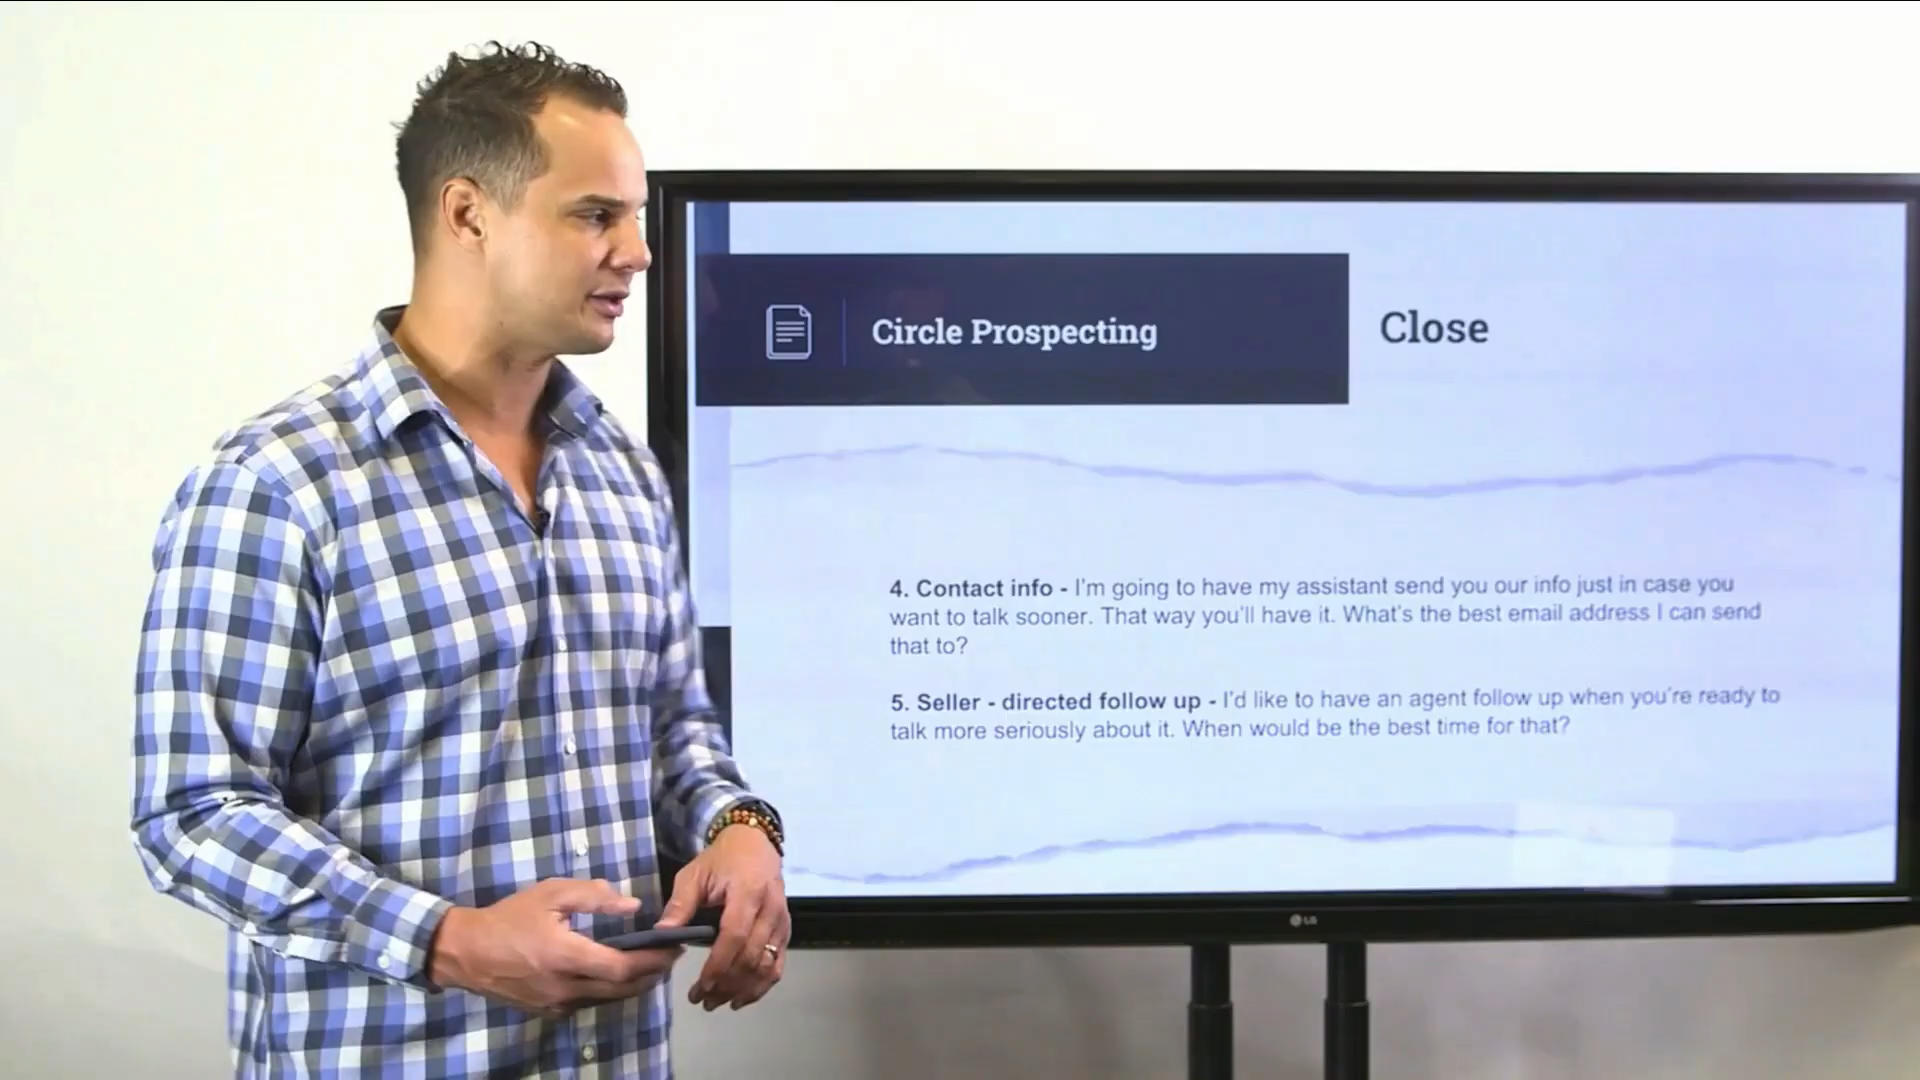 Circle Prospecting
Close
4. Contact info - I'm going to have my assistant send you our info just in case you
want to talk sooner. That way you'll have it. What's the best email address I can send
that to?
5. Seller - directed follow up - I'd like to have an agent follow up when you're ready to
talk more seriously about it. When would be the best time for that?
LG